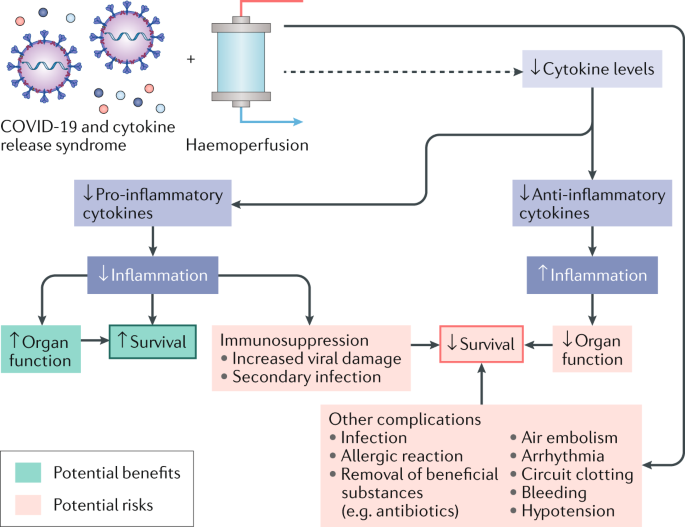 +
↓Cytokine levels
COVID-19 and cytokine
release syndrome
Haemoperfusion
↓Pro-inflammatory
cytokines
↓Anti-inflammatory
cytokines
↓Inflammation
↑Inflammation
↑Organ
function
↑Survival
Immunosuppression
• Increased viral damage
• Secondary infection
↓Survival
↓Organ
function
Other complications
• Infection
• Allergic reaction
• Removal of beneficial
substances
(e.g. antibiotics)
• Air embolism
• Arrhythmia
• Circuit clotting
• Bleeding
• Hypotension
Potential benefits
Potential risks